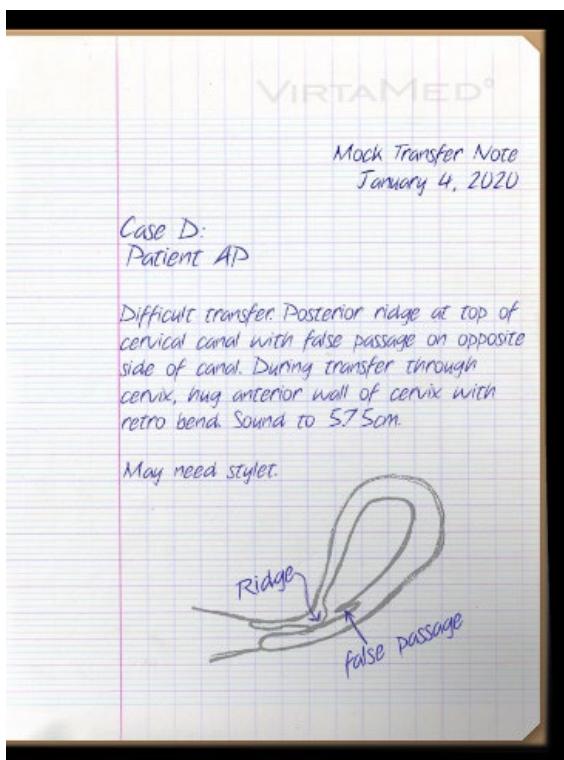 VIRTAMED°
Mock Transfer Note
January 4, 2020
Case D:
Patient AP
Difficult transfer. Posterior ridge at top of
cervical canal with false passage on opposite
side of canal. During transfer through
cervix, hug anterior wall of cervix with
retro bend. Sound to 5.75cm.
May need stylet.
Ridge
false passage